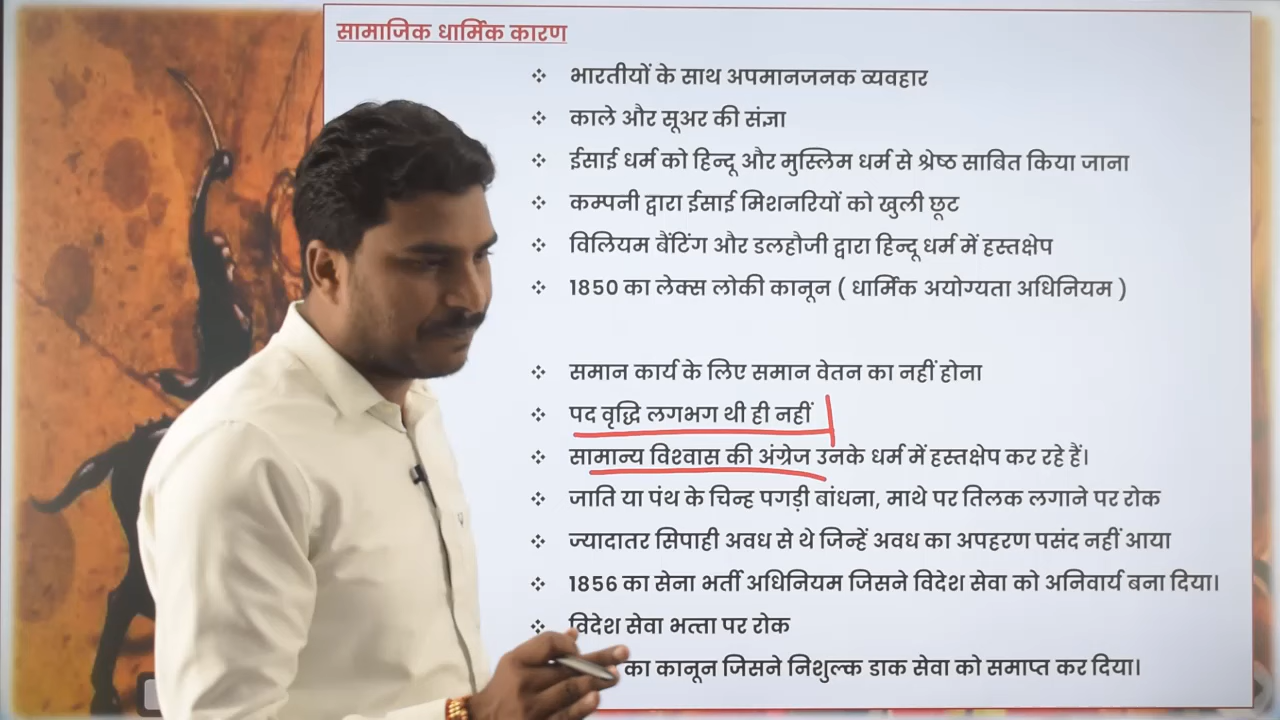 सामाजिक धार्मिक कारण
❖ भारतीयों के साथ अपमानजनक व्यवहार
❖ काले और सूअर की संज्ञा
❖ ईसाई धर्म को हिन्दू और मुस्लिम धर्म से श्रेष्ठ साबित किया जाना
❖ कम्पनी द्वारा ईसाई मिशनरियों को खुली छूट
❖ विलियम बैंटिंग और डलहौजी द्वारा हिन्दू धर्म में हस्तक्षेप
❖ 1850 का लेक्स लोकी कानून ( धार्मिक अयोग्यता अधिनियम )
❖ समान कार्य के लिए समान वेतन का नहीं होना
❖ पद वृद्धि लगभग थी ही नहीं
❖ सामान्य विश्वास की अंग्रेज उनके धर्म में हस्तक्षेप कर रहे हैं।
❖ जाति या पंथ के चिन्ह पगड़ी बांधना, माथे पर तिलक लगाने पर रोक
❖ ज्यादातर सिपाही अवध से थे जिन्हें अवध का अपहरण पसंद नहीं आया
❖ 1856 का सेना भर्ती अधिनियम जिसने विदेश सेवा को अनिवार्य बना दिया।
❖ विदेश सेवा भत्ता पर रोक
का कानून जिसने निशुल्क डाक सेवा को समाप्त कर दिया।